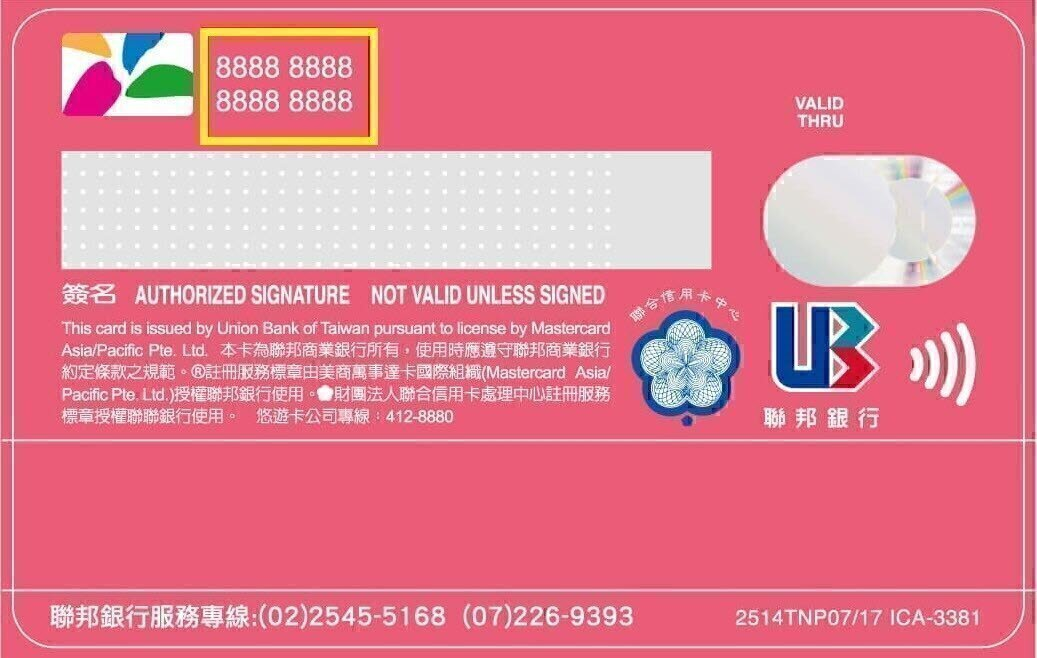 8888 8888
8888 8888
VALID
THRU
簽名 AUTHORIZED SIGNATURE NOT VALID UNLESS SIGNED
This card is issued by Union Bank of Taiwan pursuant to license by Mastercard
Asia/Pacific Pte. Ltd. 本卡為聯邦商業銀行所有，使用時應遵守聯邦商業銀行
約定條款之規範。®註冊服務標章由美商萬事達卡國際組織(Mastercard Asia/
Pacific Pte. Ltd.)授權聯邦銀行使用。財團法人聯合信用卡處理中心註冊服務
標章授權聯聯銀行使用。 悠遊卡公司專線：412-8880
聯合信用卡中心
UB
聯邦銀行
聯邦銀行服務專線:(02)2545-5168 (07)226-9393
2514TNP07/17 ICA-3381